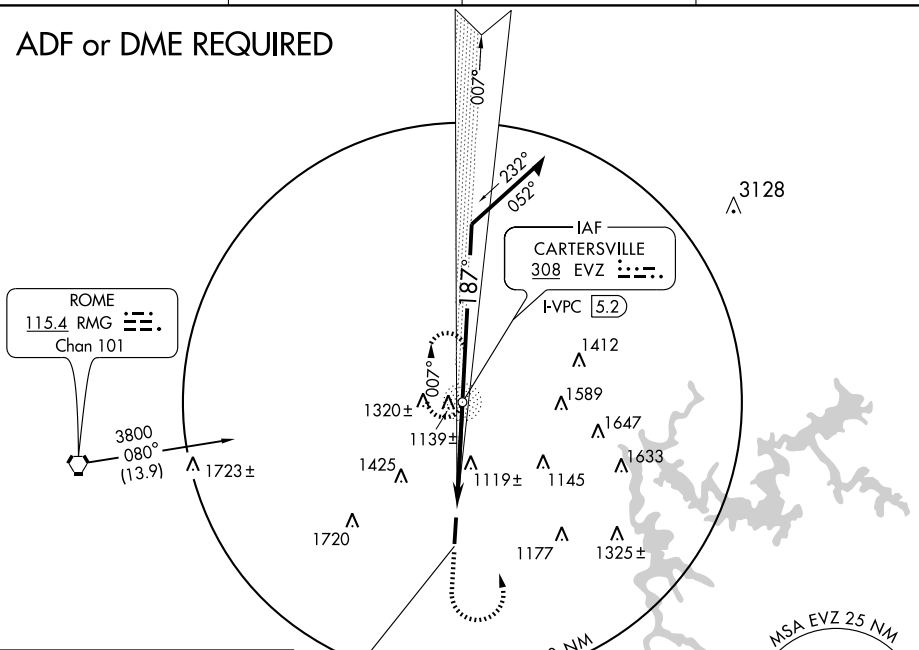 ADF or DME REQUIRED
007°
232°
052°
3128
IAF
CARTERSVILLE
308 EVZ
187°
I-VPC 5.2
ROME
115.4 RMG
Chan 101
1412
007°
1320±
1589
1139±
1647
3800
080°
(13.9)
1723±
1425
1119±
1145
1633
1720
1177
1325±
NM
MSA EVZ 25 NM